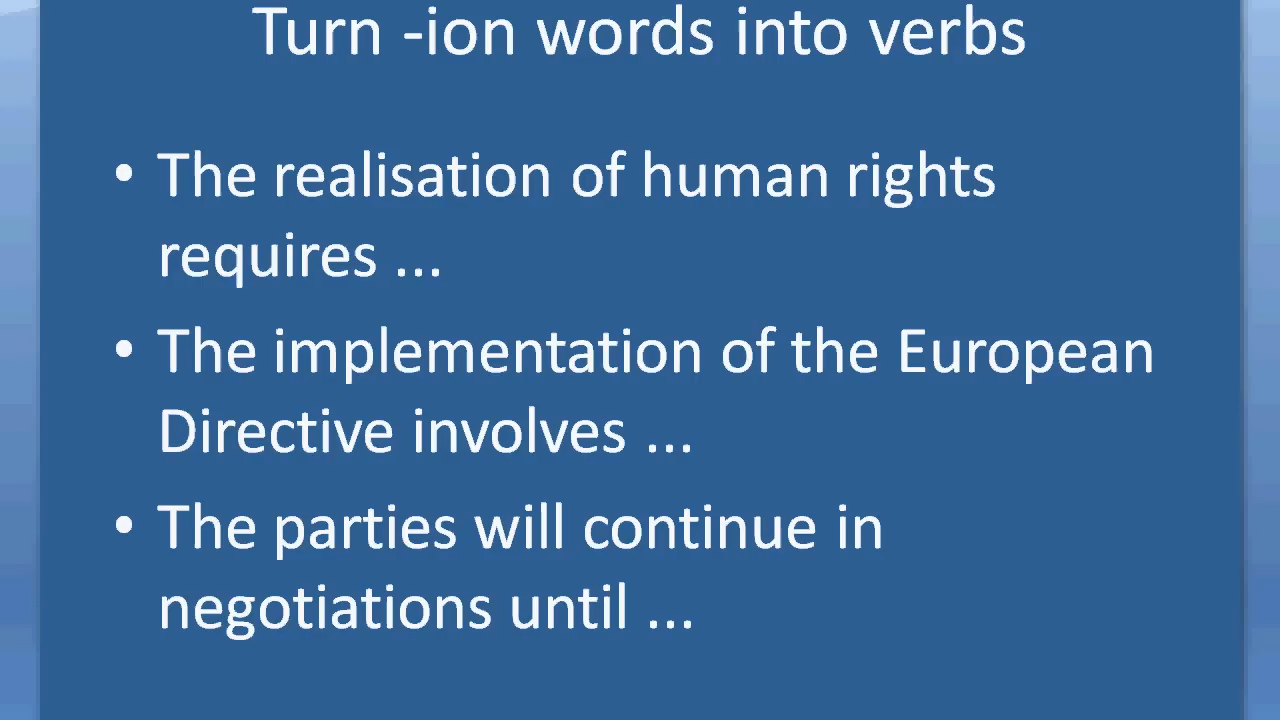 Turn -ion words into verbs
• The realisation of human rights
requires ...
• The implementation of the European
Directive involves ...
• The parties will continue in
negotiations until ...